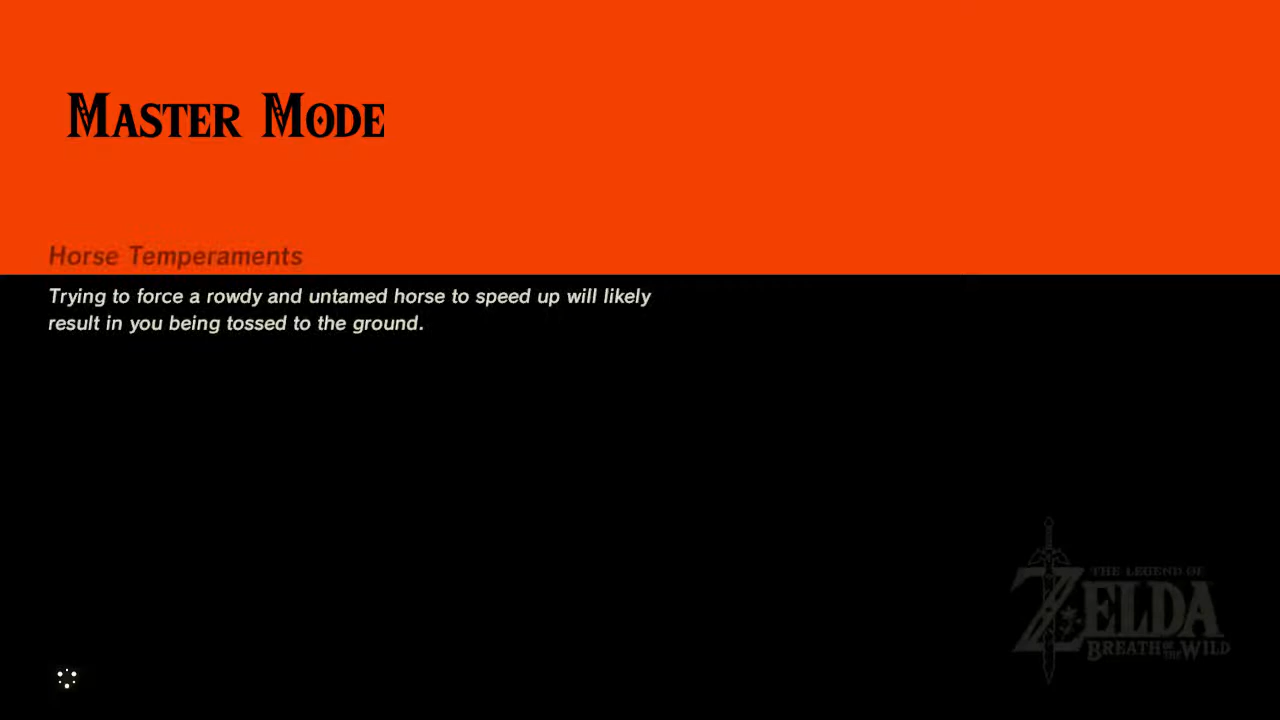 Master Mode
Horse Temperaments
Trying to force a rowdy and untamed horse to speed up will likely
result in you being tossed to the ground.
THE LEGEND OF
ZELDA
BREATH OF THE WILD